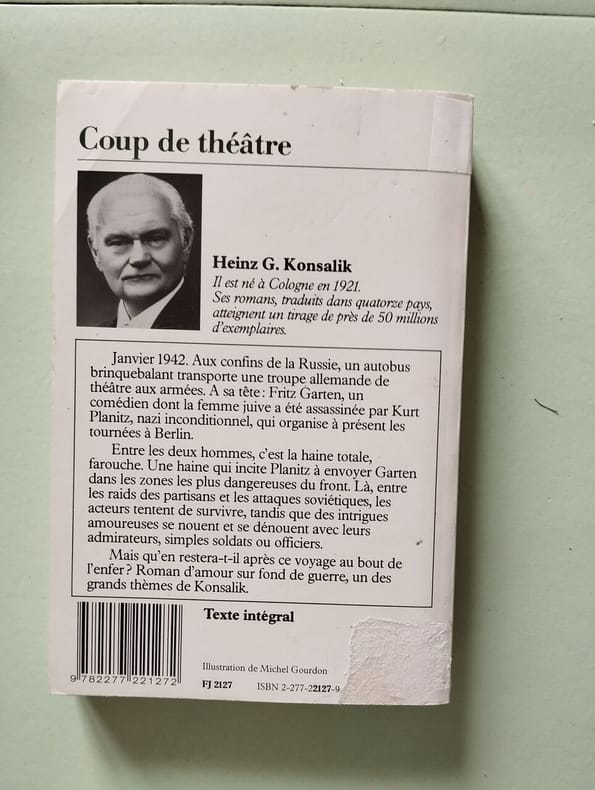 Coup de théâtre
Heinz G. Konsalik
Il est né à Cologne en 1921.
Ses romans, traduits dans quatorze pays,
atteignent un tirage de près de 50 millions
d'exemplaires.
Janvier 1942. Aux confins de la Russie, un autobus
brinquebalant transporte une troupe allemande de
théâtre aux armées. A sa tête : Fritz Garten, un
comédien dont la femme juive a été assassinée par Kurt
Planitz, nazi inconditionnel, qui organise à présent les
tournées à Berlin.
Entre les deux hommes, c'est la haine totale,
farouche. Une haine qui incite Planitz à envoyer Garten
dans les zones les plus dangereuses du front. Là, entre
les raids des partisans et les attaques soviétiques, les
acteurs tentent de survivre, tandis que des intrigues
amoureuses se nouent et se dénouent avec leurs
admirateurs, simples soldats ou officiers.
Mais qu'en restera-t-il après ce voyage au bout de
l'enfer ? Roman d'amour sur fond de guerre, un des
grands thèmes de Konsalik.
Texte intégral
Illustration de Michel Gourdon
9 782277 221272
FJ 2127 ISBN 2-277-22127-9